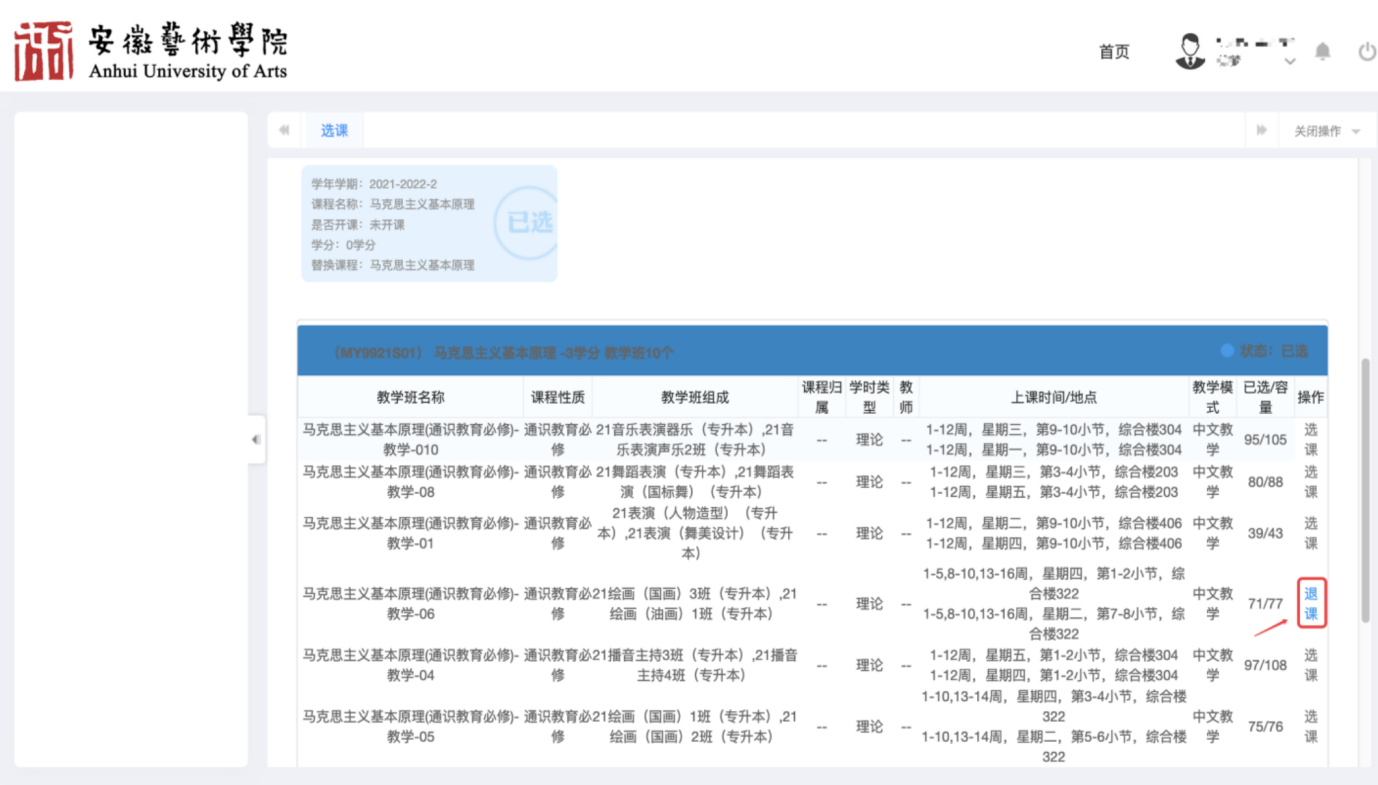 安徽藝術學院
Anhui University of Arts
首页
选课
关闭操作
学年学期：2021-2022-2
课程名称：马克思主义基本原理
是否开课：未开课
学分：0学分
替换课程：马克思主义基本原理
已选
（MY9921S01） 马克思主义基本原理 -3学分 教学班10个
状态：已选
教学班名称 课程性质 教学班组成 课程归属 学时类型 教师 上课时间/地点 教学模式 已选/容量 操作
马克思主义基本原理(通识教育必修)- 通识教育必 21音乐表演器乐（专升本）,21音 -- 理论 -- 1-12周，星期三，第9-10小节，综合楼304 中文教 95/105 选
教学-010 修 乐表演声乐2班（专升本） 1-12周，星期一，第9-10小节，综合楼304 学 课
马克思主义基本原理(通识教育必修)- 通识教育必 21舞蹈表演（专升本）,21舞蹈表 -- 理论 -- 1-12周，星期三，第3-4小节，综合楼203 中文教 80/88 选
教学-08 修 演（国标舞）（专升本） 1-12周，星期五，第3-4小节，综合楼203 学 课
21表演（人物造型）（专升
马克思主义基本原理(通识教育必修)- 通识教育必 本）,21表演（舞美设计）（专升 -- 理论 -- 1-12周，星期二，第9-10小节，综合楼406 中文教 39/43 选
教学-01 修 本） 1-12周，星期四，第9-10小节，综合楼406 学 课
1-5,8-10,13-16周，星期四，第1-2小节，综
马克思主义基本原理(通识教育必修)- 通识教育必 21绘画（国画）3班（专升本）,21 -- 理论 -- 合楼322 中文教 71/77 退
教学-06 修 绘画（油画）1班（专升本） 1-5,8-10,13-16周，星期二，第7-8小节，综 学 课
合楼322
马克思主义基本原理(通识教育必修)- 通识教育必 21播音主持3班（专升本）,21播音 -- 理论 -- 1-12周，星期五，第1-2小节，综合楼304 中文教 97/108 选
教学-04 修 主持4班（专升本） 1-12周，星期四，第1-2小节，综合楼304 学 课
1-10,13-14周，星期四，第3-4小节，综合楼
马克思主义基本原理(通识教育必修)- 通识教育必 21绘画（国画）1班（专升本）,21 -- 理论 -- 322 中文教 75/76 选
教学-05 修 绘画（国画）2班（专升本） 1-10,13-14周，星期二，第5-6小节，综合楼 学 课
322